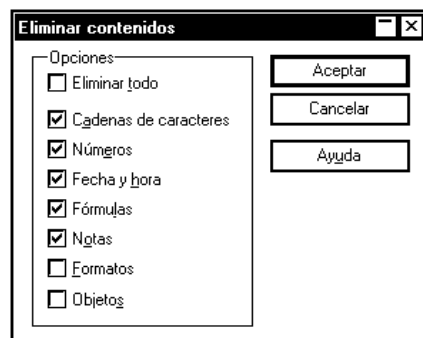 Eliminar contenidos
Opciones
Eliminar todo
Cadenas de caracteres
Números
Fecha y hora
Fórmulas
Notas
Formatos
Objetos
Aceptar
Cancelar
Ayuda